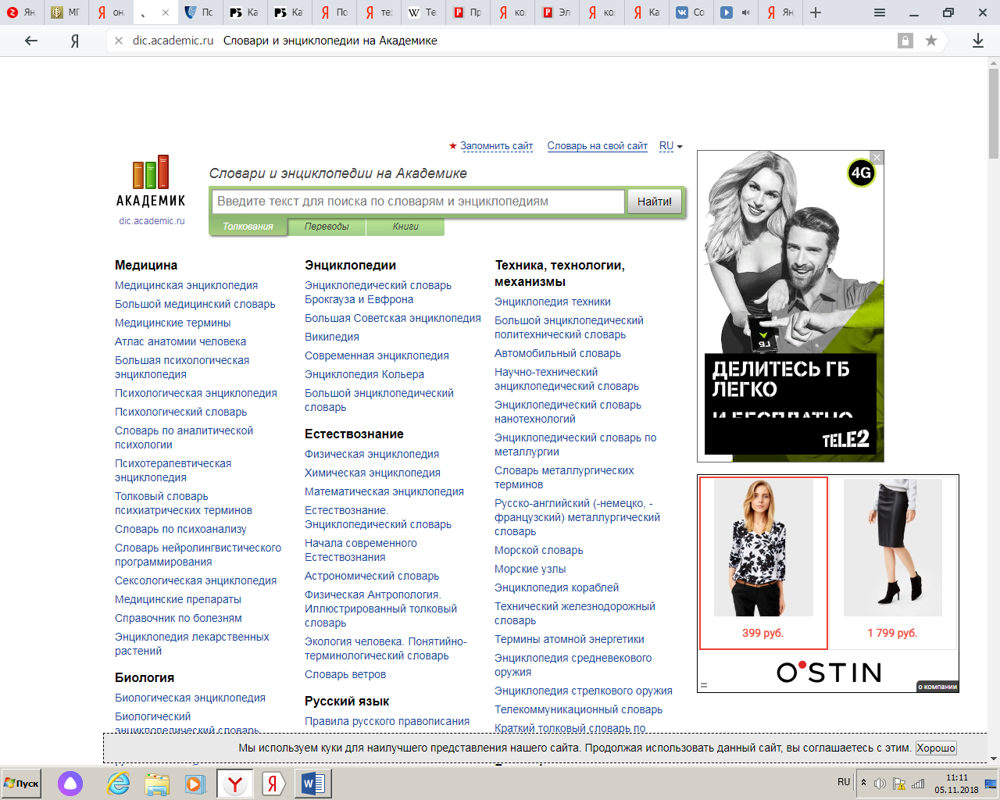 Ян
МГ
он
По
Ка
Ка
По
те
Те
Пр
кол
Эл
кол
Ка
Со
Ян
dic.academic.ru Словари и энциклопедии на Академике
Запомнить сайт
Словарь на свой сайт
RU
АКАДЕМИК
dic.academic.ru
Словари и энциклопедии на Академике
Введите текст для поиска по словарям и энциклопедиям
Найти!
Толкования
Переводы
Книги
Медицина
Медицинская энциклопедия
Большой медицинский словарь
Медицинские термины
Атлас анатомии человека
Большая психологическая
энциклопедия
Психологическая энциклопедия
Психологический словарь
Словарь по аналитической
психологии
Психотерапевтическая
энциклопедия
Толковый словарь
психиатрических терминов
Словарь по психоанализу
Словарь нейролингвистического
программирования
Сексологическая энциклопедия
Медицинские препараты
Справочник по болезням
Энциклопедия лекарственных
растений
Биология
Биологическая энциклопедия
Биологический
энциклопедический словарь
Энциклопедии
Энциклопедический словарь
Брокгауза и Евфрона
Большая Советская энциклопедия
Википедия
Современная энциклопедия
Энциклопедия Кольера
Большой энциклопедический
словарь
Естествознание
Физическая энциклопедия
Химическая энциклопедия
Математическая энциклопедия
Естествознание.
Энциклопедический словарь
Начала современного
Естествознания
Астрономический словарь
Физическая Антропология.
Иллюстрированный толковый
словарь
Экология человека. Понятийно-
терминологический словарь
Словарь ветров
Русский язык
Правила русского правописания
Техника, технологии,
механизмы
Энциклопедия техники
Большой энциклопедический
политехнический словарь
Автомобильный словарь
Научно-технический
энциклопедический словарь
Энциклопедический словарь
нанотехнологий
Энциклопедический словарь по
металлургии
Словарь металлургических
терминов
Русско-английский (-немецко, -
французский) металлургический
словарь
Морской словарь
Морские узлы
Энциклопедия кораблей
Технический железнодорожный
словарь
Термины атомной энергетики
Энциклопедия средневекового
оружия
Энциклопедия стрелкового оружия
Телекоммуникационный словарь
Краткий толковый словарь по
4G
ДЕЛИТЕСЬ ГБ
ЛЕГКО
И БЕСПЛАТНО
TELE2
399 руб.
1 799 руб.
O'STIN
о компании
Мы используем куки для наилучшего представления нашего сайта. Продолжая использовать данный сайт, вы соглашаетесь с этим. Хорошо
Пуск
RU
11:11
05.11.2018